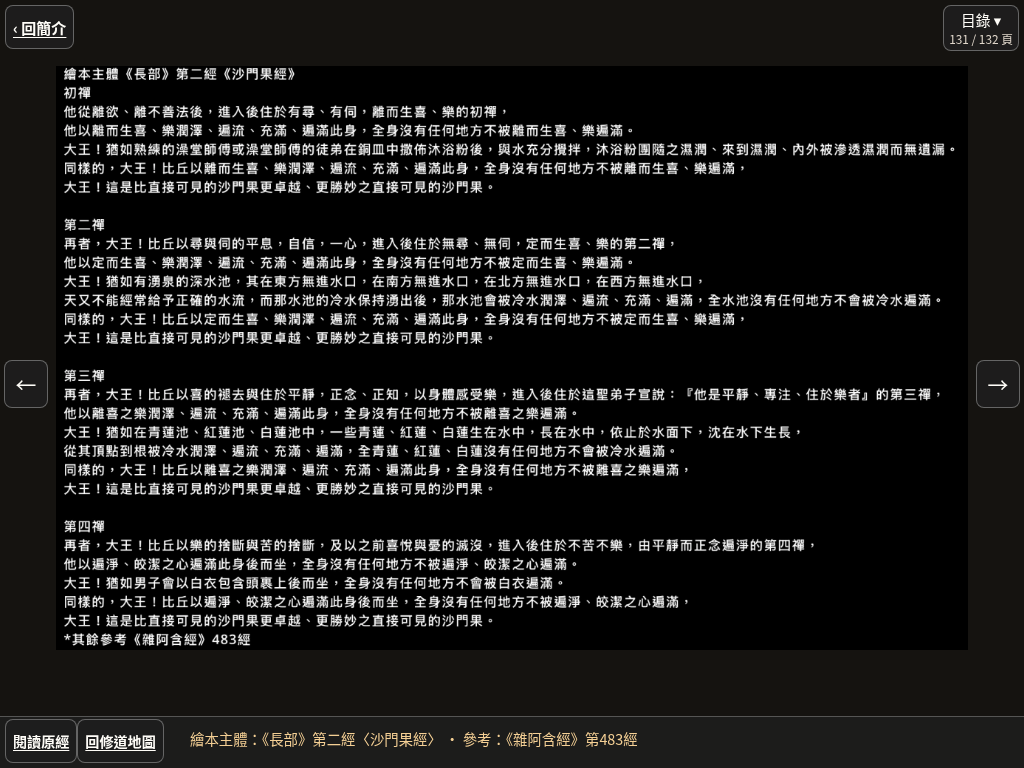 ‹ 回簡介
目錄 ▾
131 / 132 頁
繪本主體《長部》第二經《沙門果經》
初禪
他從離欲、離不善法後，進入後住於有尋、有伺，離而生喜、樂的初禪，
他以離而生喜、樂潤澤、遍流、充滿、遍滿此身，全身沒有任何地方不被離而生喜、樂遍滿。
大王！猶如熟練的澡堂師傅或澡堂師傅的徒弟在銅皿中撒佈沐浴粉後，與水充分攪拌，沐浴粉團隨之濕潤、來到濕潤、內外被滲透濕潤而無遺漏。
同樣的，大王！比丘以離而生喜、樂潤澤、遍流、充滿、遍滿此身，全身沒有任何地方不被離而生喜、樂遍滿，
大王！這是比直接可見的沙門果更卓越、更勝妙之直接可見的沙門果。
第二禪
再者，大王！比丘以尋與伺的平息，自信，一心，進入後住於無尋、無伺，定而生喜、樂的第二禪，
他以定而生喜、樂潤澤、遍流、充滿、遍滿此身，全身沒有任何地方不被定而生喜、樂遍滿。
大王！猶如有湧泉的深水池，其在東方無進水口，在南方無進水口，在北方無進水口，在西方無進水口，
天又不能經常給予正確的水流，而那水池的冷水保持湧出後，那水池會被冷水潤澤、遍流、充滿、遍滿，全水池沒有任何地方不會被冷水遍滿。
同樣的，大王！比丘以定而生喜、樂潤澤、遍流、充滿、遍滿此身，全身沒有任何地方不被定而生喜、樂遍滿，
大王！這是比直接可見的沙門果更卓越、更勝妙之直接可見的沙門果。
第三禪
再者，大王！比丘以喜的褪去與住於平靜，正念、正知，以身體感受樂，進入後住於這聖弟子宣說：『他是平靜、專注、住於樂者』的第三禪，
他以離喜之樂潤澤、遍流、充滿、遍滿此身，全身沒有任何地方不被離喜之樂遍滿。
大王！猶如在青蓮池、紅蓮池、白蓮池中，一些青蓮、紅蓮、白蓮生在水中，長在水中，依止於水面下，沈在水下生長，
從其頂點到根被冷水潤澤、遍流、充滿、遍滿，全青蓮、紅蓮、白蓮沒有任何地方不會被冷水遍滿。
同樣的，大王！比丘以離喜之樂潤澤、遍流、充滿、遍滿此身，全身沒有任何地方不被離喜之樂遍滿，
大王！這是比直接可見的沙門果更卓越、更勝妙之直接可見的沙門果。
第四禪
再者，大王！比丘以樂的捨斷與苦的捨斷，及以之前喜悅與憂的滅沒，進入後住於不苦不樂，由平靜而正念遍淨的第四禪，
他以遍淨、皎潔之心遍滿此身後而坐，全身沒有任何地方不被遍淨、皎潔之心遍滿。
大王！猶如男子會以白衣包含頭裹上後而坐，全身沒有任何地方不會被白衣遍滿。
同樣的，大王！比丘以遍淨、皎潔之心遍滿此身後而坐，全身沒有任何地方不被遍淨、皎潔之心遍滿，
大王！這是比直接可見的沙門果更卓越、更勝妙之直接可見的沙門果。
*其餘參考《雜阿含經》483經
←
→
閱讀原經
回修道地圖
繪本主體：《長部》第二經〈沙門果經〉 ・ 參考：《雜阿含經》第483經